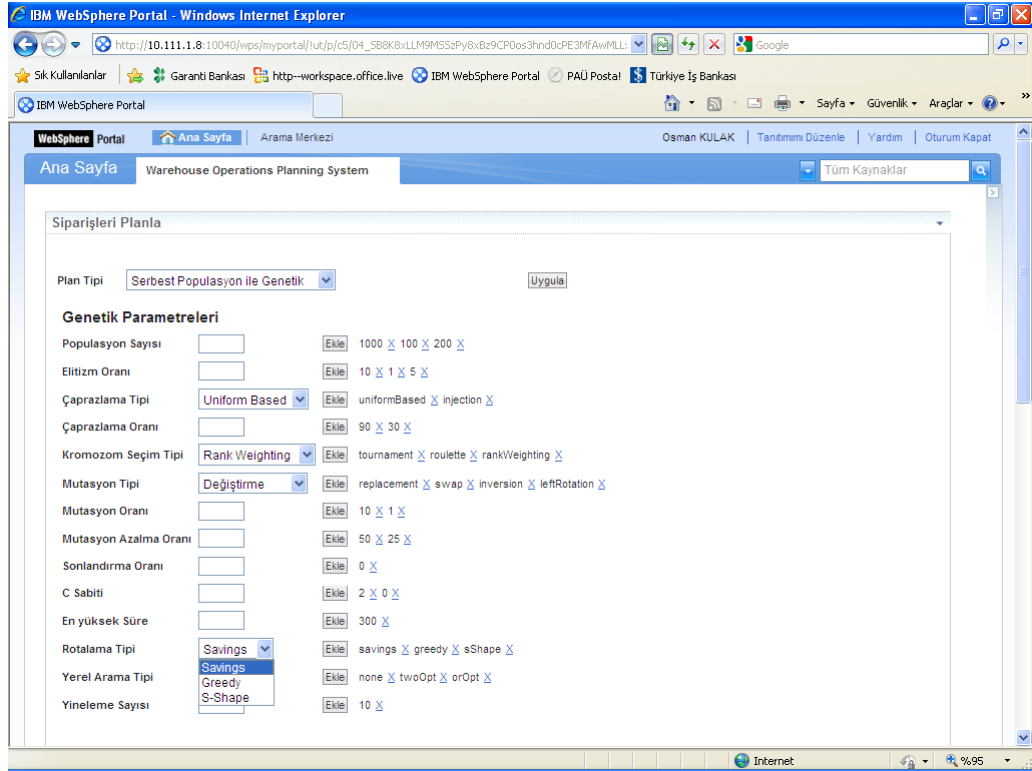 IBM WebSphere Portal - Windows Internet Explorer
http://10.111.1.8:10040/wps/myportal/!ut/p/c5/04_SB8K8xLLM9MSSzPy8xBz9CP0os3hnd0cPE3MfAwMLL:
Google
Sık Kullanılanlar Garanti Bankası http--workspace.office.live IBM WebSphere Portal PAÜ Posta! Türkiye İş Bankası
IBM WebSphere Portal
Sayfa Güvenlik Araçlar »
WebSphere Portal Ana Sayfa Arama Merkezi Osman KULAK Tanıtımımı Düzenle Yardım Oturum Kapat
Ana Sayfa Warehouse Operations Planning System Tüm Kaynaklar
Siparişleri Planla
Plan Tipi Serbest Populasyon ile Genetik Uygula
Genetik Parametreleri
Populasyon Sayısı Ekle 1000 X 100 X 200 X
Elitizm Oranı Ekle 10 X 1 X 5 X
Çaprazlama Tipi Uniform Based Ekle uniformBased X injection X
Çaprazlama Oranı Ekle 90 X 30 X
Kromozom Seçim Tipi Rank Weighting Ekle tournament X roulette X rankWeighting X
Mutasyon Tipi Değiştirme Ekle replacement X swap X inversion X leftRotation X
Mutasyon Oranı Ekle 10 X 1 X
Mutasyon Azalma Oranı Ekle 50 X 25 X
Sonlandırma Oranı Ekle 0 X
C Sabiti Ekle 2 X 0 X
En yüksek Süre Ekle 300 X
Rotalama Tipi Savings Ekle savings X greedy X sShape X
Savings
Yerel Arama Tipi Greedy Ekle none X twoOpt X orOpt X
S-Shape
Yineleme Sayısı Ekle 10 X
Internet %95